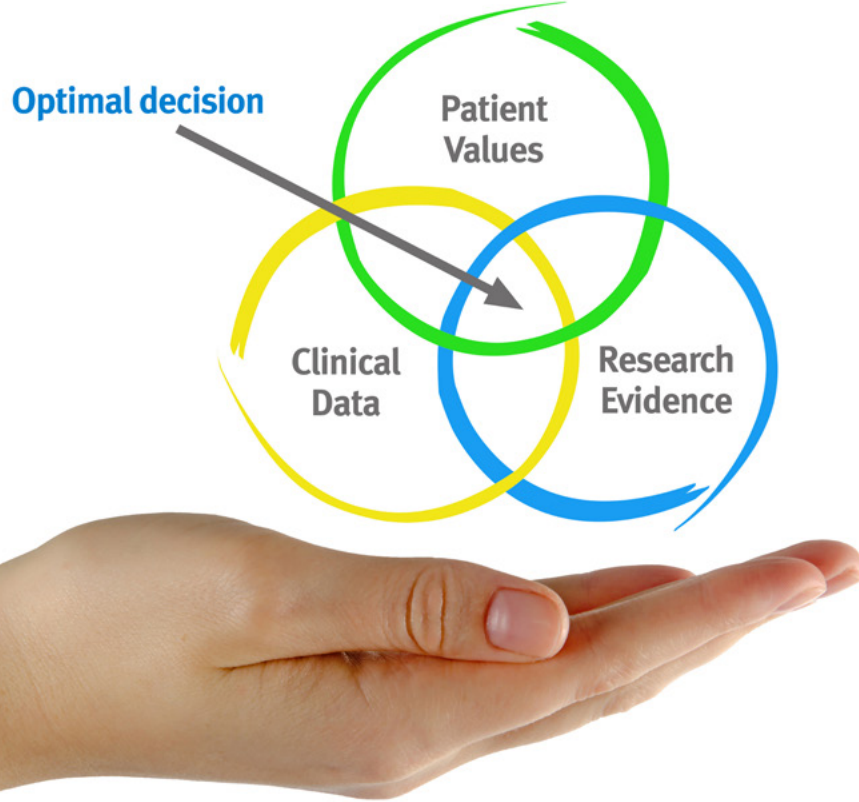 Optimal decision
Patient
Values
Clinical
Data
Research
Evidence